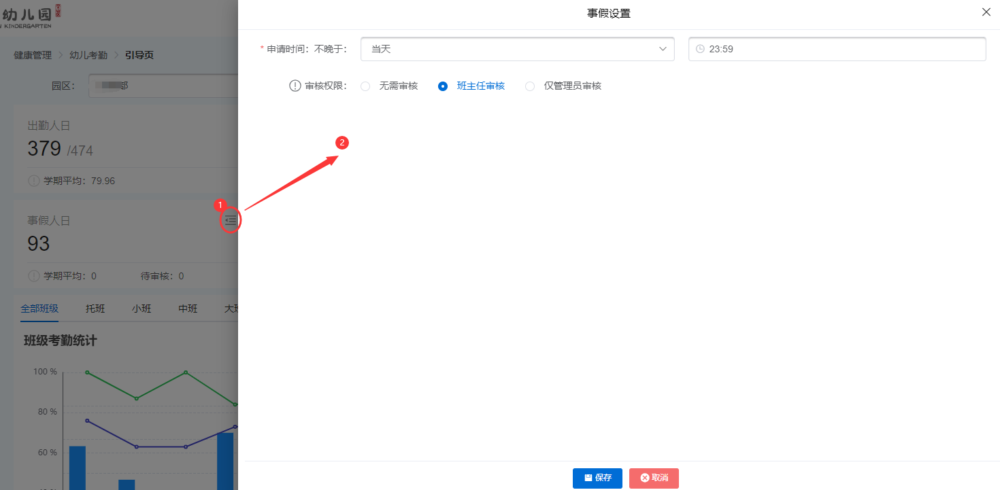 幼儿园
KINDERGARTEN
事假设置
健康管理 > 幼儿考勤 > 引导页
* 申请时间：不晚于： 当天 23:59
园区： 部
审核权限： 无需审核 班主任审核 仅管理员审核
出勤人日
379 /474
2
学期平均：79.96
1
事假人日
93
学期平均：0 待审核：0
全部班级 托班 小班 中班
班级考勤统计
100 %
80 %
60 %
保存 取消